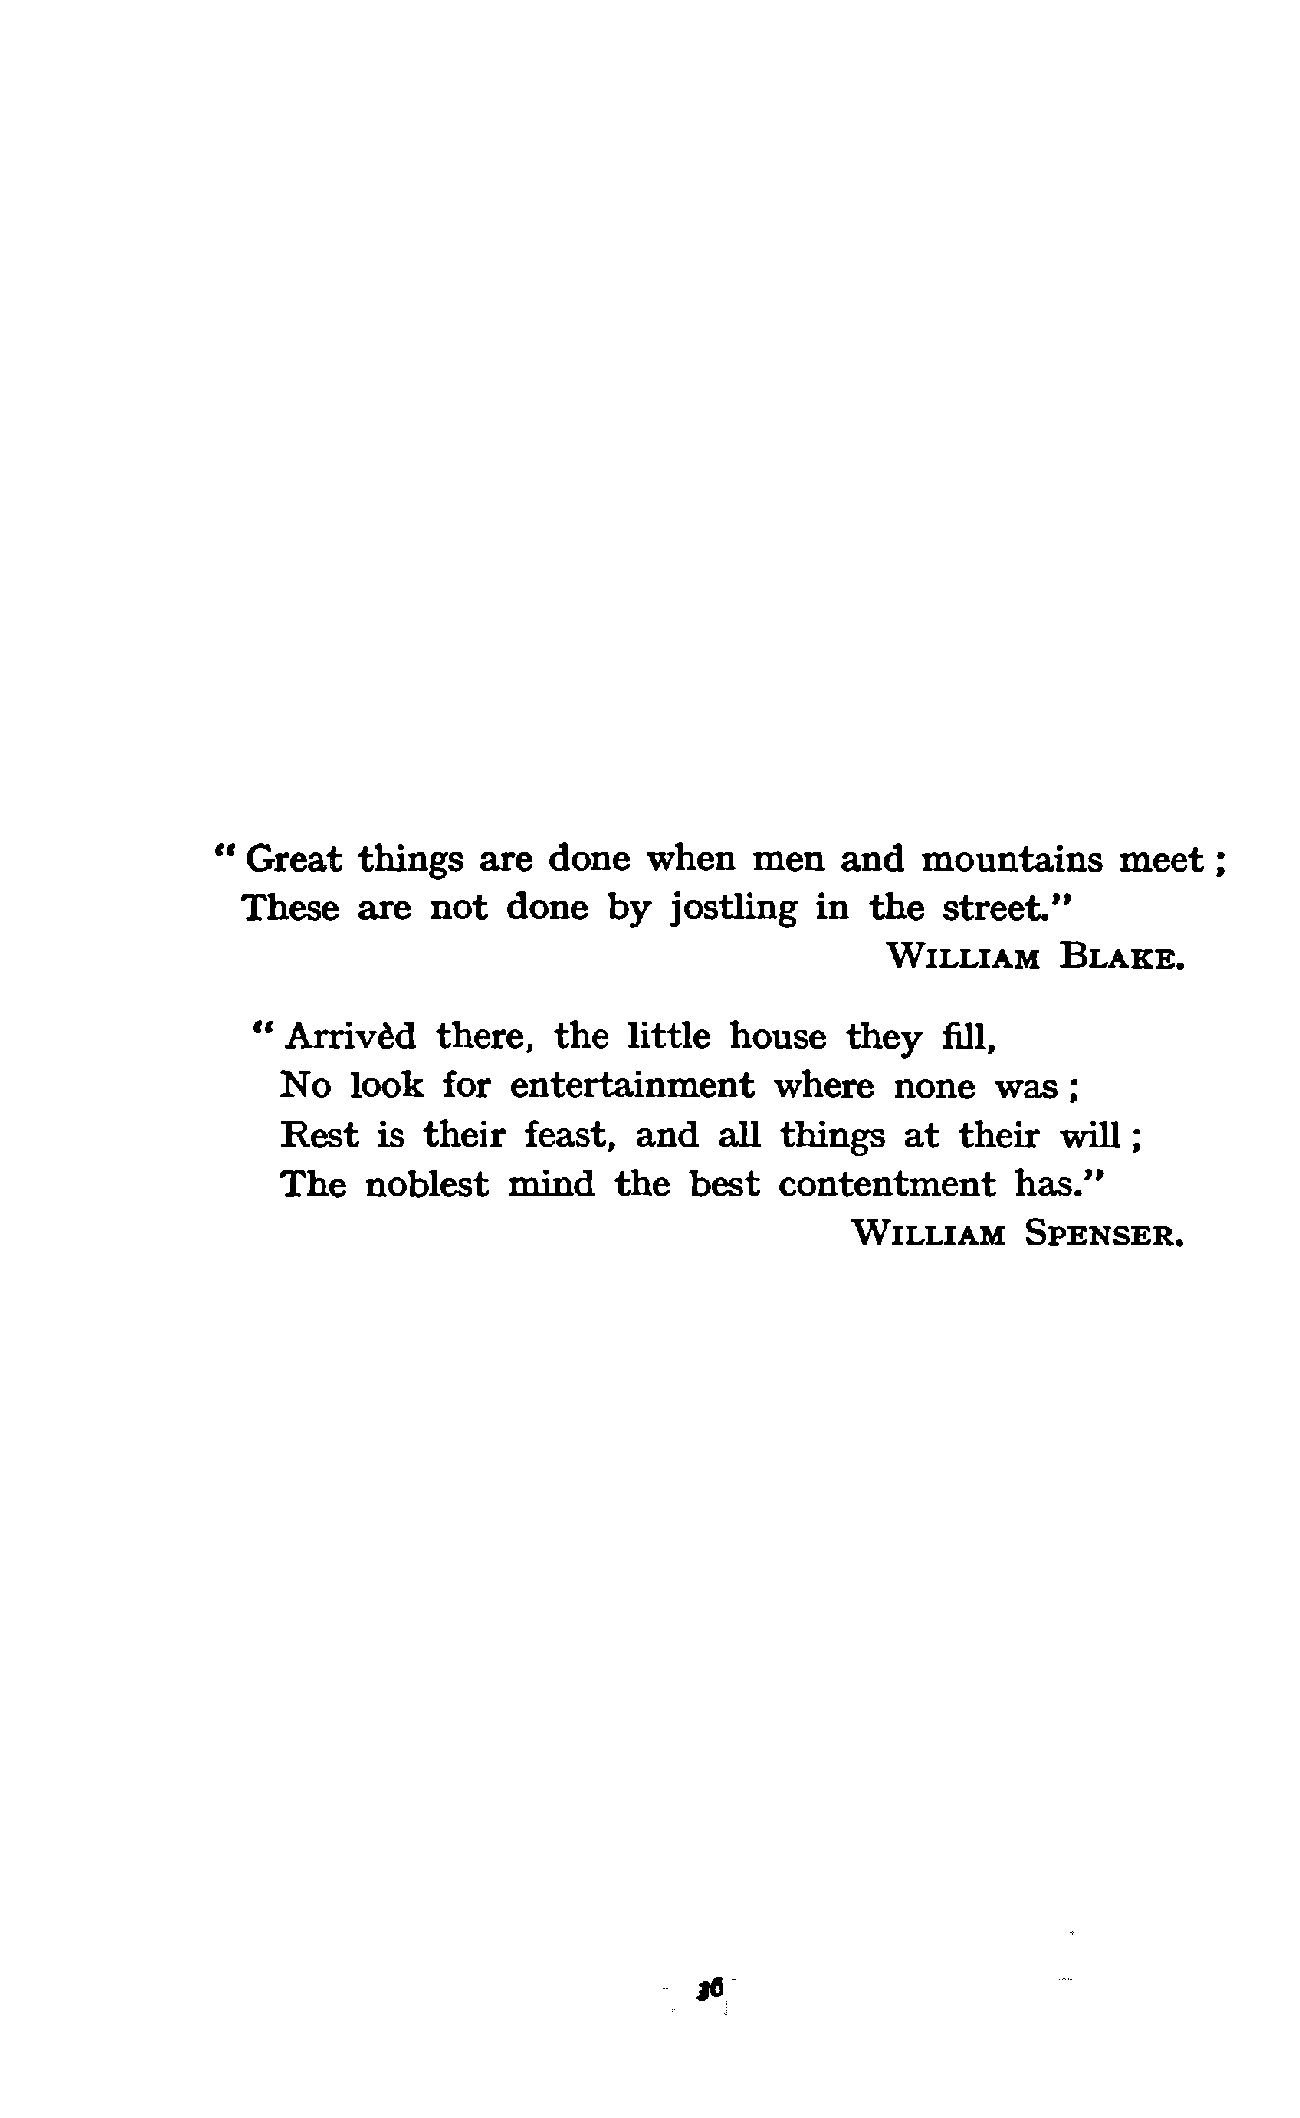 “ Great things are done when men and mountains meet ;
These are not done by jostling in the street.”
WILLIAM BLAKE.
“ Arrivèd there, the little house they fill,
No look for entertainment where none was ;
Rest is their feast, and all things at their will ;
The noblest mind the best contentment has.”
WILLIAM SPENSER.